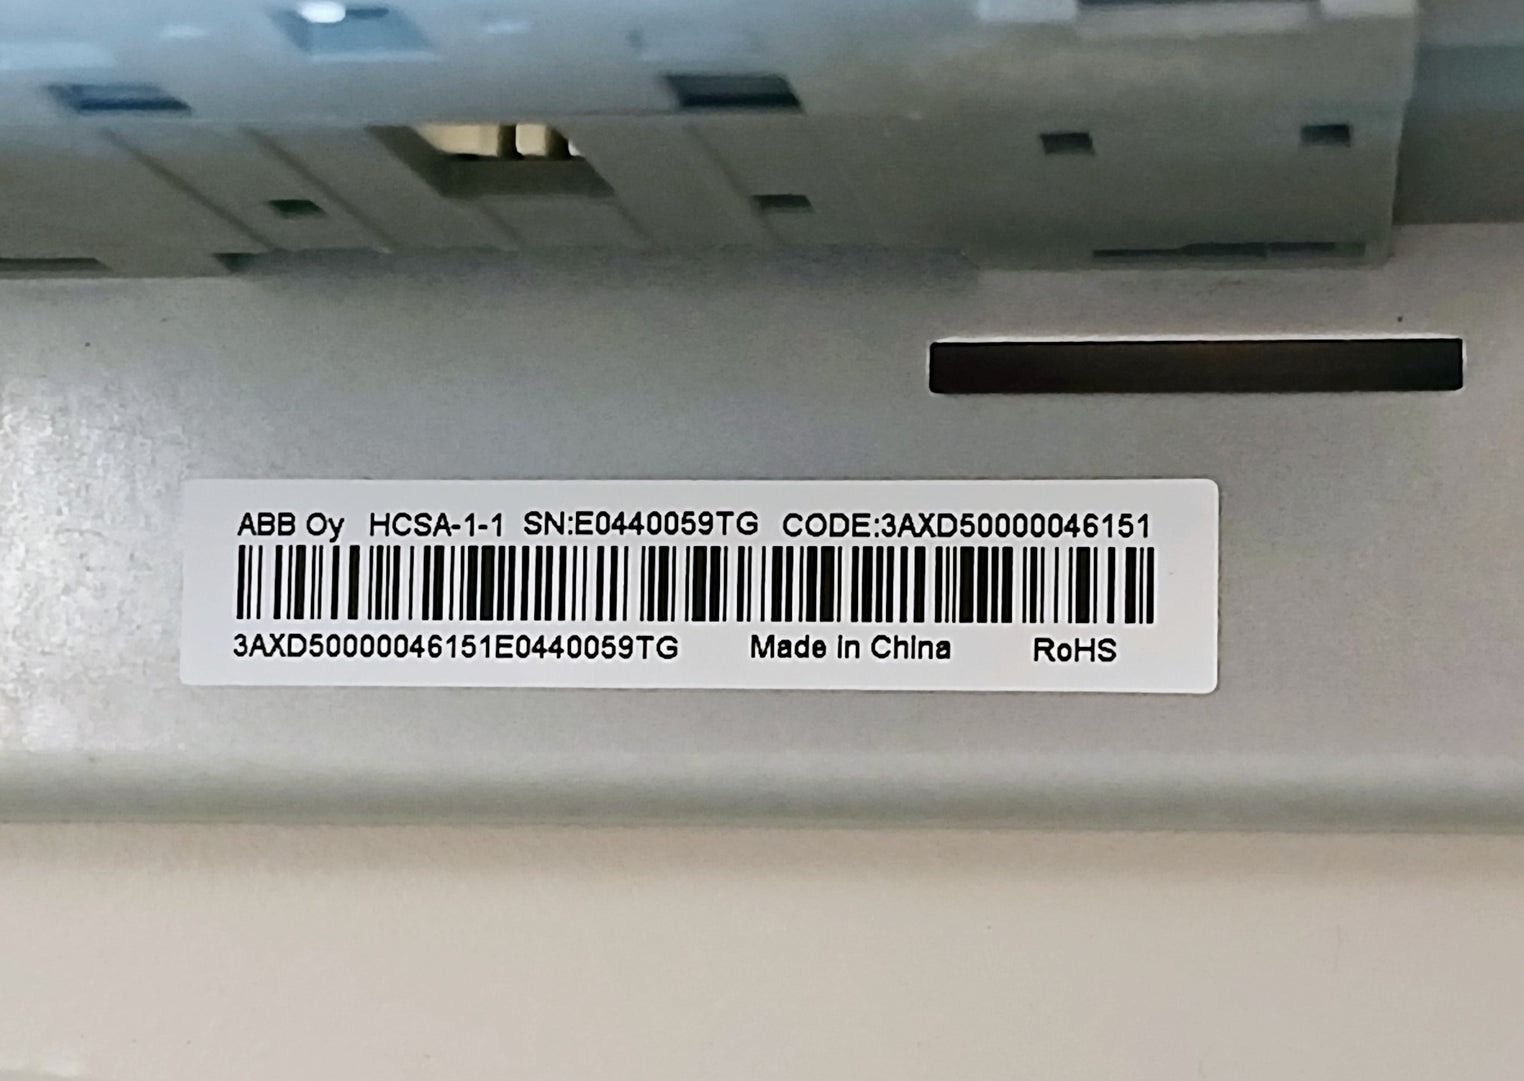 ABB Oy HCSA-1-1 SN:E0440059TG CODE:3AXD50000046151
3AXD50000046151E0440059TG Made in China RoHS